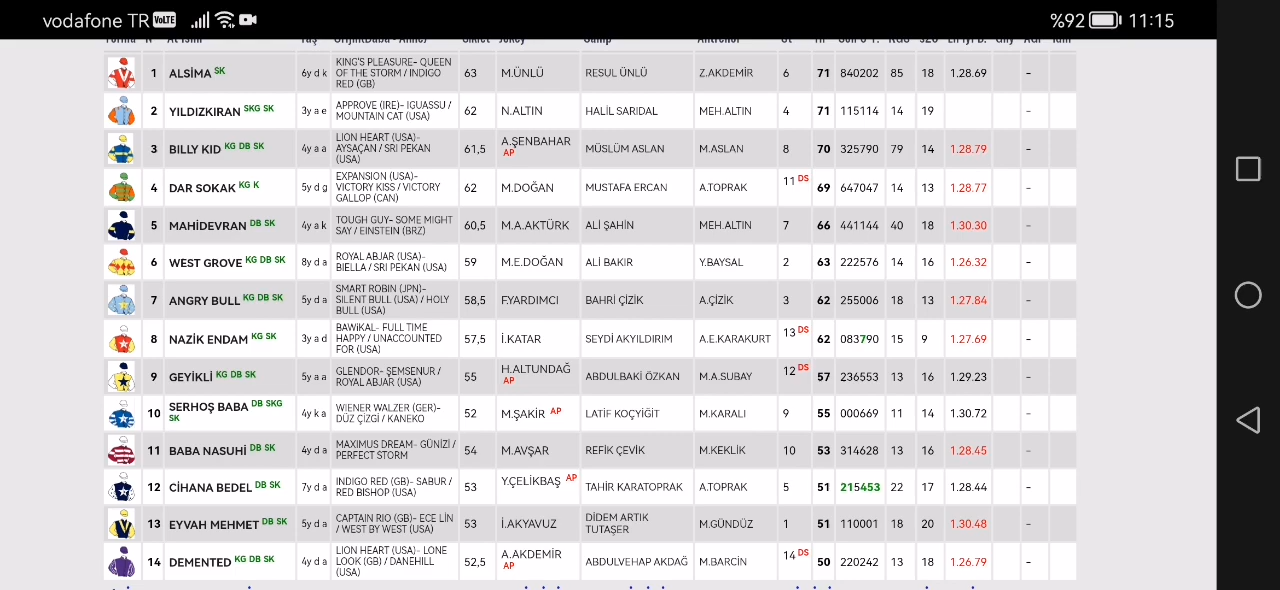 vodafone TR VoLTE %92 11:15
1 ALSİMA SK 6y d k KING'S PLEASURE- QUEEN OF THE STORM / INDIGO RED (GB) 63 M.ÜNLÜ RESUL ÜNLÜ Z.AKDEMİR 6 71 840202 85 18 1.28.69 -
2 YILDIZKIRAN SKG SK 3y a e APPROVE (IRE)- IGUASSU / MOUNTAIN CAT (USA) 62 N.ALTIN HALİL SARIDAL MEH.ALTIN 4 71 115114 14 19 -
3 BILLY KID KG DB SK 4y a a LION HEART (USA)- AYSAÇAN / SRI PEKAN (USA) 61,5 A.ŞENBAHAR AP MÜSLÜM ASLAN M.ASLAN 8 70 325790 79 14 1.28.79 -
4 DAR SOKAK KG K 5y d g EXPANSION (USA)- VICTORY KISS / VICTORY GALLOP (CAN) 62 M.DOĞAN MUSTAFA ERCAN A.TOPRAK 11 DS 69 647047 14 13 1.28.77 -
5 MAHİDEVRAN DB SK 4y a k TOUGH GUY- SOME MIGHT SAY / EINSTEIN (BRZ) 60,5 M.A.AKTÜRK ALİ ŞAHİN MEH.ALTIN 7 66 441144 40 18 1.30.30 -
6 WEST GROVE KG DB SK 8y d a ROYAL ABJAR (USA)- BIELLA / SRI PEKAN (USA) 59 M.E.DOĞAN ALİ BAKIR Y.BAYSAL 2 63 222576 14 16 1.26.32 -
7 ANGRY BULL KG DB SK 5y d a SMART ROBIN (JPN)- SILENT BULL (USA) / HOLY BULL (USA) 58,5 F.YARDIMCI BAHRİ ÇİZİK A.ÇİZİK 3 62 255006 18 13 1.27.84 -
8 NAZİK ENDAM KG SK 3y a d BAWİKAL- FULL TIME HAPPY / UNACCOUNTED FOR (USA) 57,5 İ.KATAR SEYDİ AKYILDIRIM A.E.KARAKURT 13 DS 62 083790 15 9 1.27.69 -
9 GEYİKLİ KG DB SK 5y a a GLENDOR- ŞEMSENUR / ROYAL ABJAR (USA) 55 H.ALTUNDAĞ AP ABDULBAKİ ÖZKAN M.A.SUBAY 12 DS 57 236553 13 16 1.29.23 -
10 SERHOŞ BABA DB SKG SK 4y k a WIENER WALZER (GER)- DÜZ ÇİZGİ / KANEKO 52 M.ŞAKİR AP LATİF KOÇYİĞİT M.KARALI 9 55 000669 11 14 1.30.72 -
11 BABA NASUHİ DB SK 4y d a MAXIMUS DREAM- GÜNİZİ / PERFECT STORM 54 M.AVŞAR REFİK ÇEVİK M.KEKLİK 10 53 314628 13 16 1.28.45 -
12 CİHANA BEDEL DB SK 7y d a INDIGO RED (GB)- SABUR / RED BISHOP (USA) 53 Y.ÇELİKBAŞ AP TAHİR KARATOPRAK A.TOPRAK 5 51 215453 22 17 1.28.44 -
13 EYVAH MEHMET DB SK 5y d a CAPTAIN RIO (GB)- ECE LİN / WEST BY WEST (USA) 53 İ.AKYAVUZ DİDEM ARTIK TUTAŞER M.GÜNDÜZ 1 51 110001 18 20 1.30.48 -
14 DEMENTED KG DB SK 4y d a LION HEART (USA)- LONE LOOK (GB) / DANEHILL (USA) 52,5 A.AKDEMİR AP ABDULVEHAP AKDAĞ M.BARCIN 14 DS 50 220242 13 18 1.26.79 -